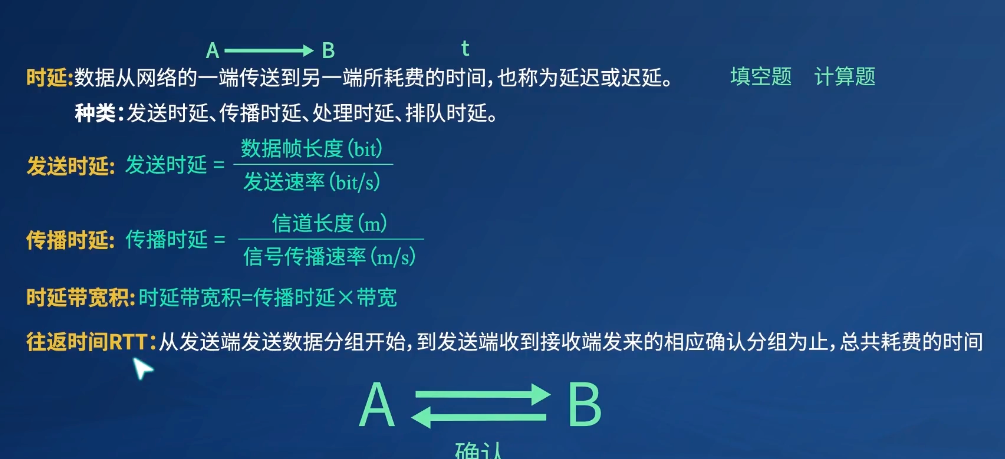 A B t
时延:数据从网络的一端传送到另一端所耗费的时间,也称为延迟或迟延。 填空题 计算题
种类:发送时延、传播时延、处理时延、排队时延。
发送时延: 发送时延 = 数据帧长度(bit)
发送速率(bit/s)
传播时延: 传播时延 = 信道长度(m)
信号传播速率(m/s)
时延带宽积:时延带宽积=传播时延×带宽
往返时间RTT:从发送端发送数据分组开始,到发送端收到接收端发来的相应确认分组为止,总共耗费的时间
A B
确认